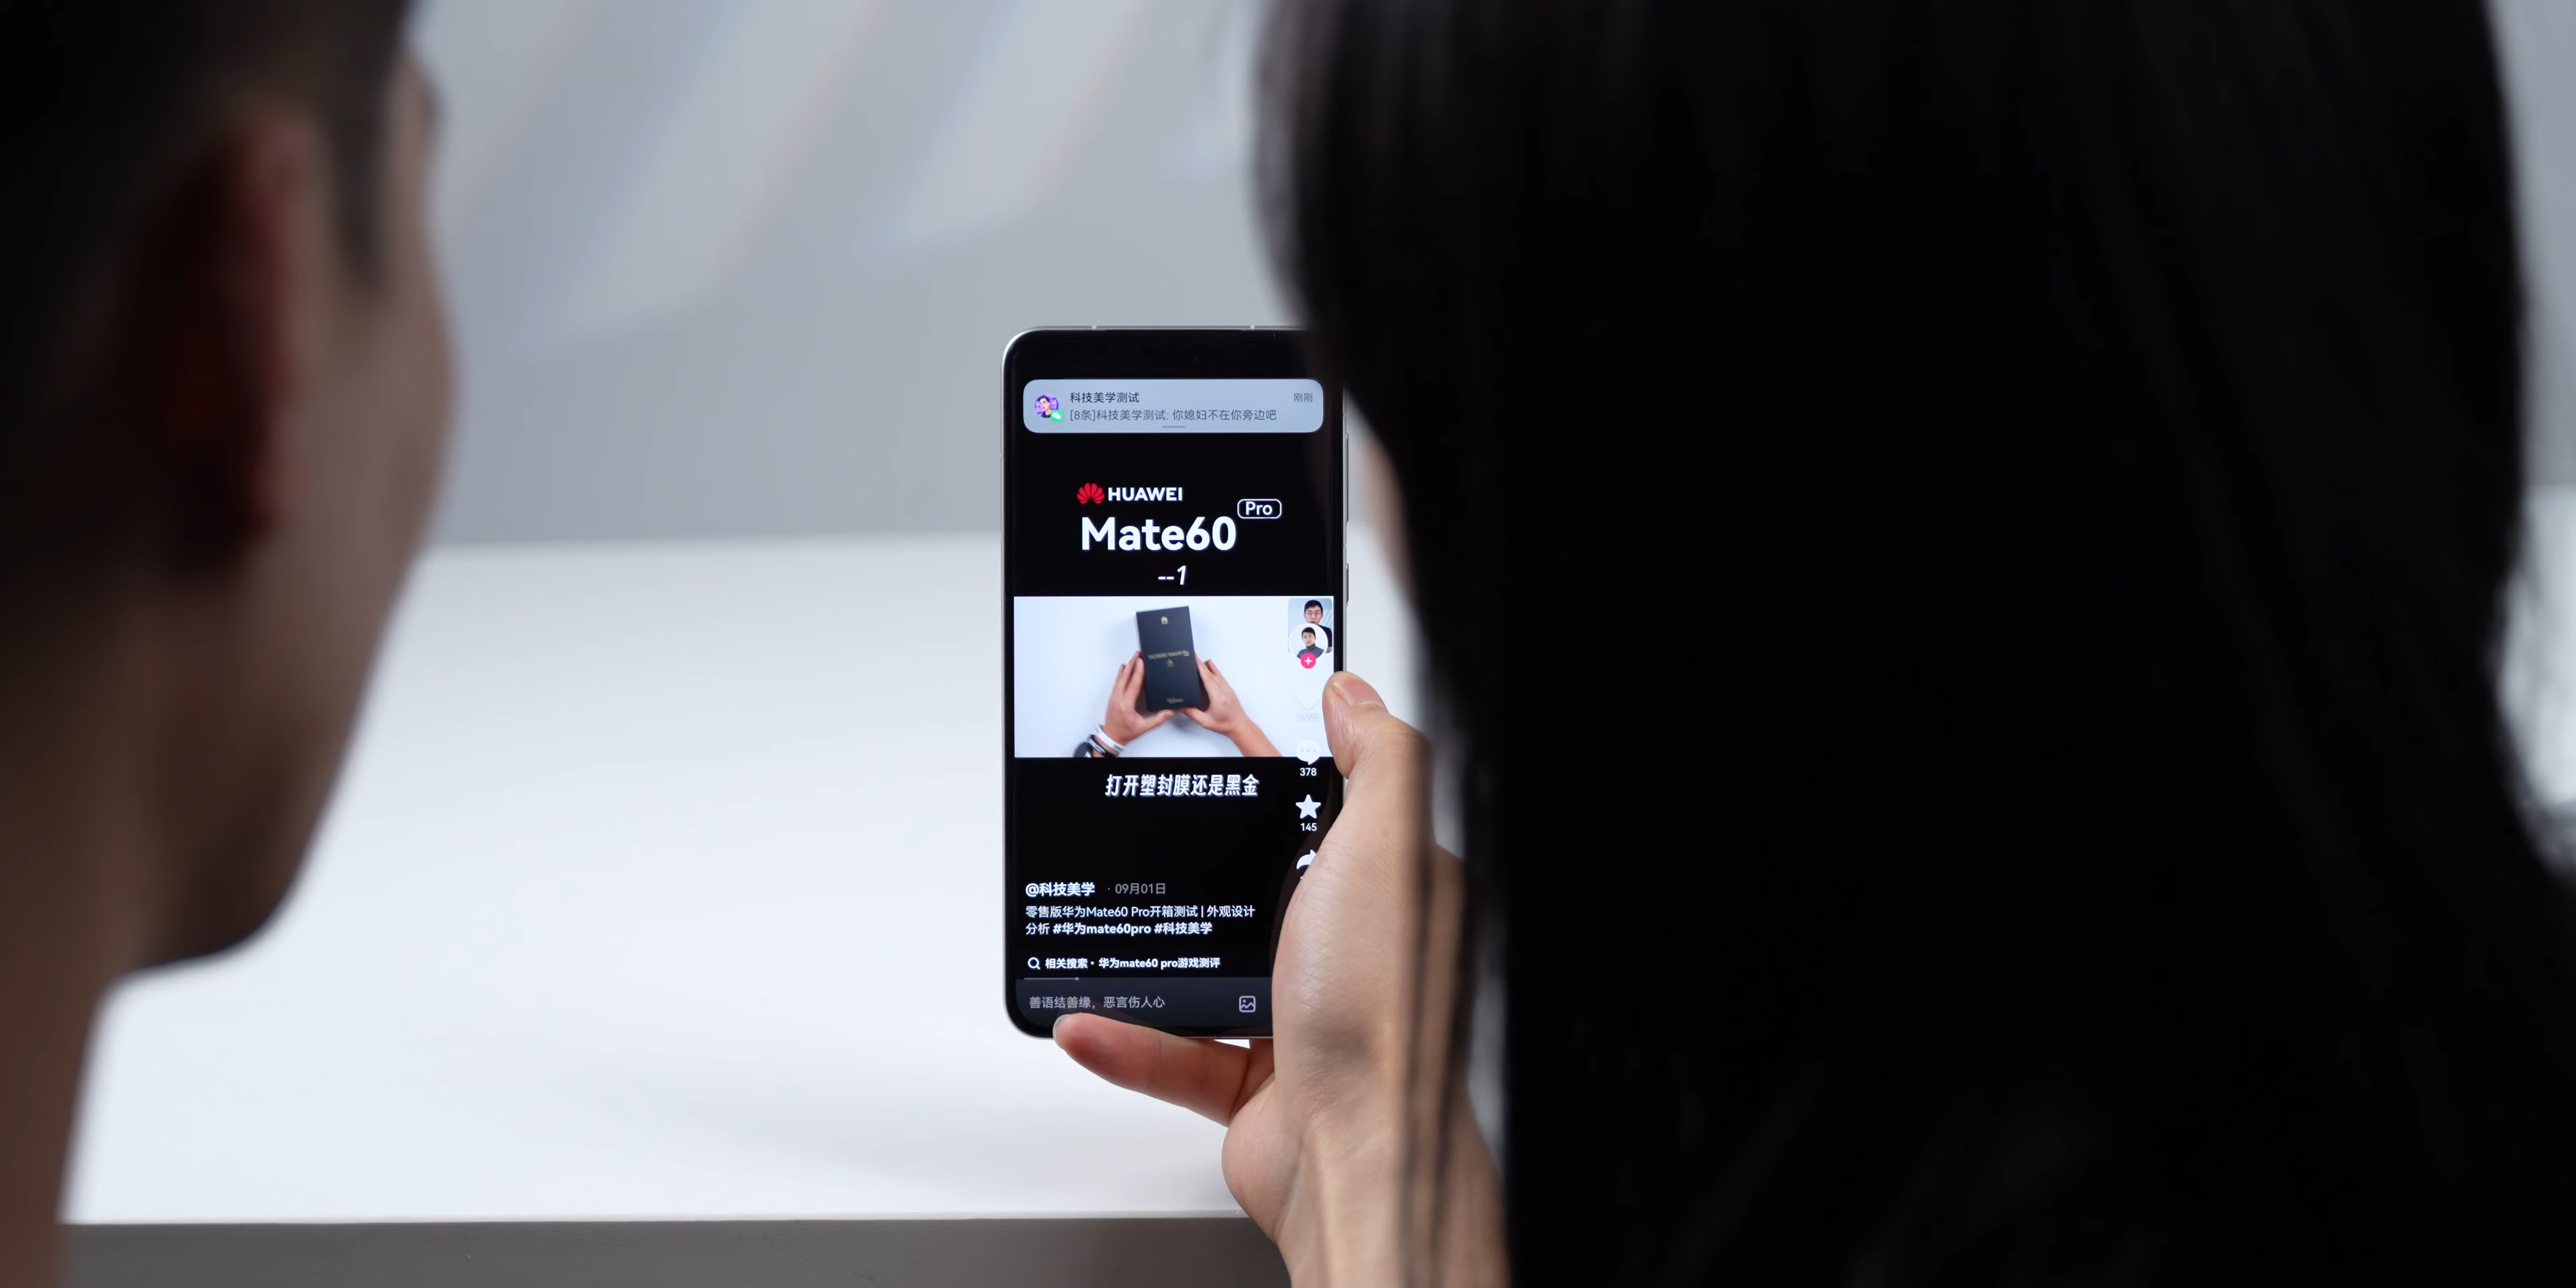 科技美学测试
刚刚
[8条]科技美学测试: 你媳妇不在你旁边吧
HUAWEI
Mate60 Pro
--1
378
打开塑封膜还是黑金
145
@科技美学 · 09月01日
零售版华为Mate60 Pro开箱测试 | 外观设计
分析 #华为mate60pro #科技美学
相关搜索 · 华为mate60 pro游戏测评
善语结善缘，恶言伤人心